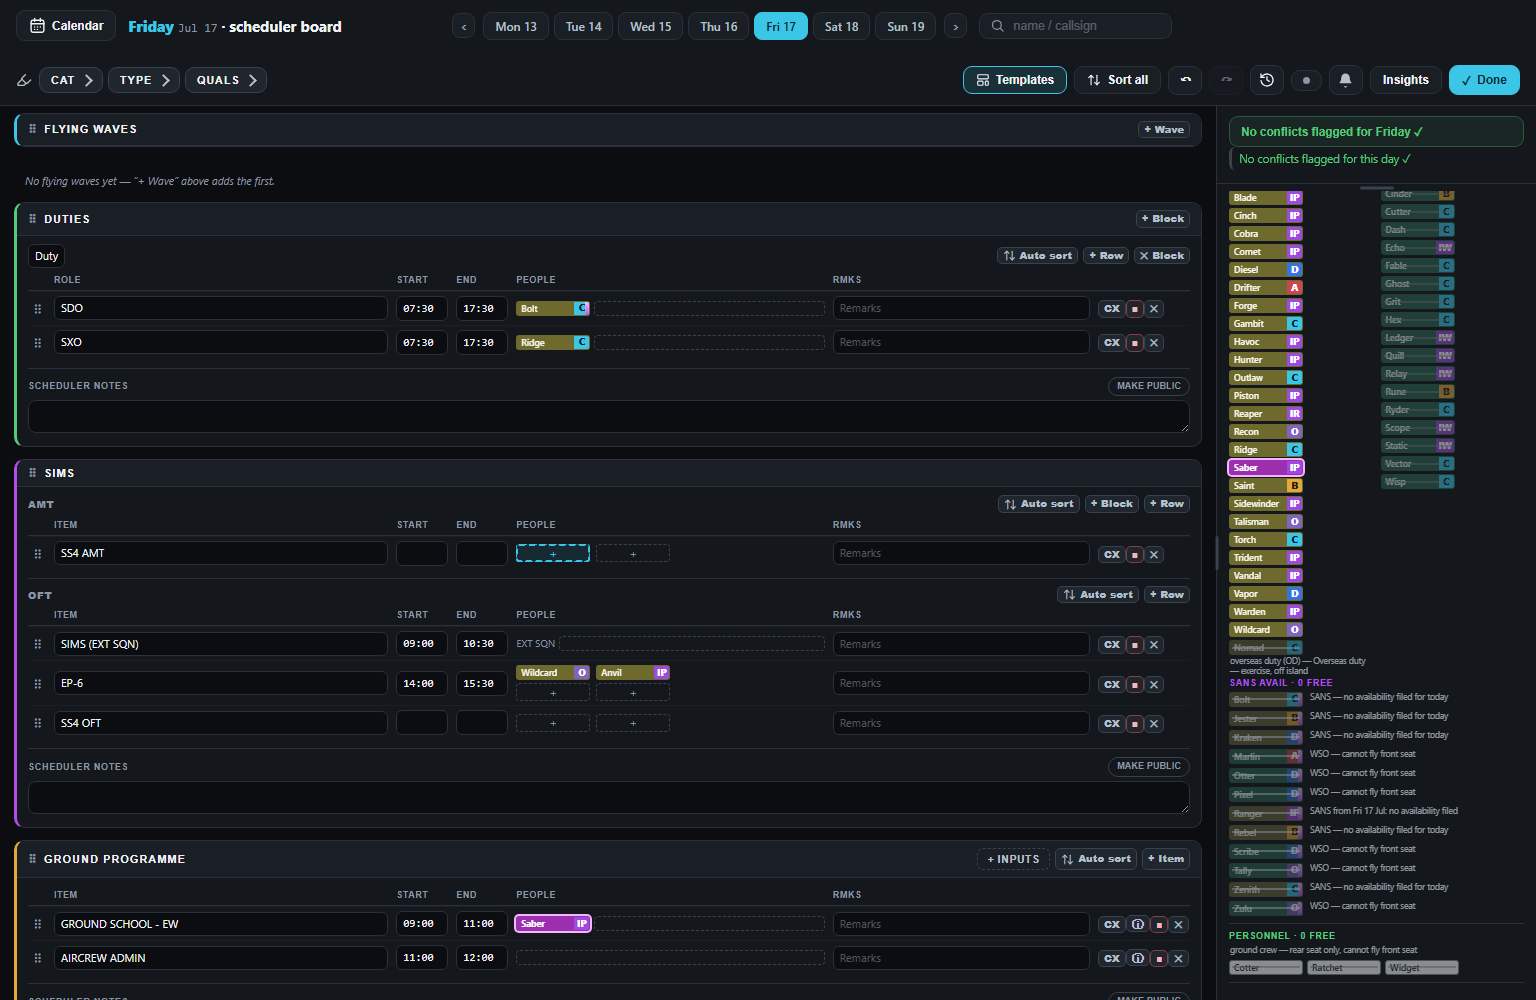 Calendar
Friday Jul 17 · scheduler board
‹
Mon 13
Tue 14
Wed 15
Thu 16
Fri 17
Sat 18
Sun 19
›
name / callsign
CAT
TYPE
QUALS
Templates
Sort all
Insights
✓ Done
FLYING WAVES
+ Wave
No flying waves yet — "+ Wave" above adds the first.
DUTIES
+ Block
Duty
Auto sort
+ Row
✕ Block
ROLE START END PEOPLE RMKS
SDO 07:30 17:30 Bolt C Remarks CX
SXO 07:30 17:30 Ridge C Remarks CX
SCHEDULER NOTES
MAKE PUBLIC
SIMS
AMT
Auto sort
+ Block
+ Row
ITEM START END PEOPLE RMKS
SS4 AMT + + Remarks CX
OFT
Auto sort
+ Row
ITEM START END PEOPLE RMKS
SIMS (EXT SQN) 09:00 10:30 EXT SQN Remarks CX
EP-6 14:00 15:30 Wildcard O Anvil IP + + Remarks CX
SS4 OFT + + Remarks CX
SCHEDULER NOTES
MAKE PUBLIC
GROUND PROGRAMME
+ INPUTS
Auto sort
+ Item
ITEM START END PEOPLE RMKS
GROUND SCHOOL - EW 09:00 11:00 Saber IP Remarks CX
AIRCREW ADMIN 11:00 12:00 Remarks CX
SCHEDULER NOTES
MAKE PUBLIC
No conflicts flagged for Friday ✓
No conflicts flagged for this day ✓
Blade IP
Cinch IP
Cobra IP
Comet IP
Diesel D
Drifter A
Forge IP
Gambit C
Havoc IP
Hunter IP
Outlaw C
Piston IP
Reaper IR
Recon O
Ridge C
Saber IP
Saint B
Sidewinder IP
Talisman O
Torch C
Trident IP
Vandal IP
Vapor D
Warden IP
Wildcard O
Nomad C
Cinder B
Cutter C
Dash C
Echo IW
Fable C
Ghost C
Grit C
Hex C
Ledger IW
Quill IW
Relay IW
Rune B
Ryder C
Scope IW
Static IW
Vector C
Wisp C
overseas duty (OD) — Overseas duty
— exercise, off island
SANS AVAIL · 0 FREE
Bolt C SANS — no availability filed for today
Jester B SANS — no availability filed for today
Kraken D SANS — no availability filed for today
Marlin A WSO — cannot fly front seat
Otter D WSO — cannot fly front seat
Pixel D WSO — cannot fly front seat
Ranger IP SANS from Fri 17 Jul: no availability filed
Rebel B SANS — no availability filed for today
Scribe D WSO — cannot fly front seat
Tally O WSO — cannot fly front seat
Zenith C SANS — no availability filed for today
Zulu O WSO — cannot fly front seat
PERSONNEL · 0 FREE
ground crew — rear seat only, cannot fly front seat
Cotter
Ratchet
Widget